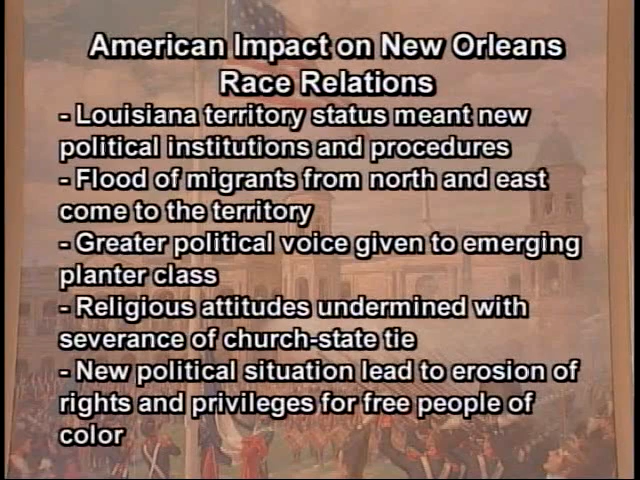 American Impact on New Orleans
Race Relations
- Louisiana territory status meant new
political institutions and procedures
- Flood of migrants from north and east
come to the territory
- Greater political voice given to emerging
planter class
- Religious attitudes undermined with
severance of church-state tie
- New political situation lead to erosion of
rights and privileges for free people of
color